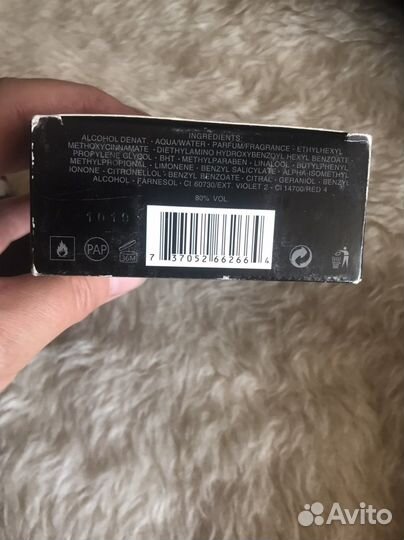 INGREDIENTS:
ALCOHOL DENAT. - AQUA/WATER - PARFUM/FRAGRANCE - ETHYLHEXYL
METHOXYCINNAMATE - DIETHYLAMINO HYDROXYBENZOYL HEXYL BENZOATE
PROPYLENE GLYCOL - BHT - METHYLPARABEN - LINALOOL - BUTYLPHENYL
METHYLPROPIONAL - LIMONENE - BENZYL SALICYLATE - ALPHA-ISOMETHYL
IONONE - CITRONELLOL - BENZYL BENZOATE - CITRAL - GERANIOL - BENZYL
ALCOHOL - FARNESOL - CI 60730/EXT. VIOLET 2 - CI 14700/RED 4
80% VOL
PAP
36M
7 37052 66266 4
Avito